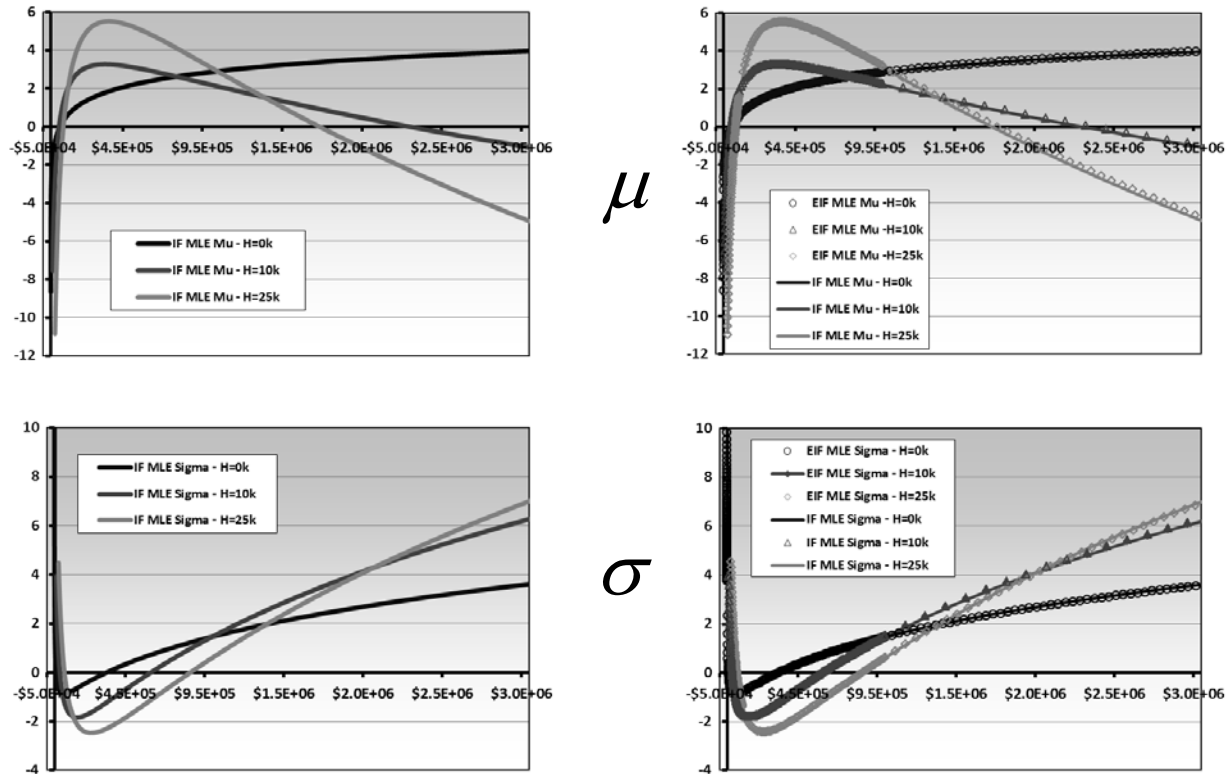 6
4
2
0
-2
-4
-6
-8
-10
-12
-$5.0E+04 $4.5E+05 $9.5E+05 $1.5E+06 $2.0E+06 $2.5E+06 $3.0E+06
IF MLE Mu - H=0k
IF MLE Mu - H=10k
IF MLE Mu - H=25k
μ
6
4
2
0
-2
-4
-6
-8
-10
-12
-$5.0E+04 $4.5E+05 $9.5E+05 $1.5E+06 $2.0E+06 $2.5E+06 $3.0E+06
EIF MLE Mu -H=0k
EIF MLE Mu -H=10k
EIF MLE Mu -H=25k
IF MLE Mu - H=0k
IF MLE Mu - H=10k
IF MLE Mu - H=25k
10
8
6
4
2
0
-2
-4
-$5.0E+04 $4.5E+05 $9.5E+05 $1.5E+06 $2.0E+06 $2.5E+06 $3.0E+06
IF MLE Sigma - H=0k
IF MLE Sigma - H=10k
IF MLE Sigma - H=25k
σ
10
8
6
4
2
0
-2
-4
-$5.0E+04 $4.5E+05 $9.5E+05 $1.5E+06 $2.0E+06 $2.5E+06 $3.0E+06
EIF MLE Sigma - H=0k
EIF MLE Sigma - H=10k
EIF MLE Sigma - H=25k
IF MLE Sigma - H=0k
IF MLE Sigma - H=10k
IF MLE Sigma - H=25k